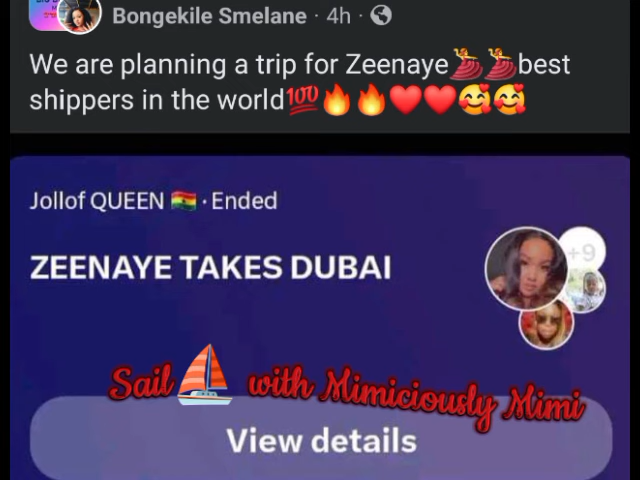 Bongekile Smelane · 4h ·
We are planning a trip for Zeenaye💃💃best
shippers in the world💯🔥🔥❤️❤️🥰🥰
Jollof QUEEN 🇬🇭 · Ended
ZEENAYE TAKES DUBAI
+9
Sail⛵ with Mimiciously Mimi
View details